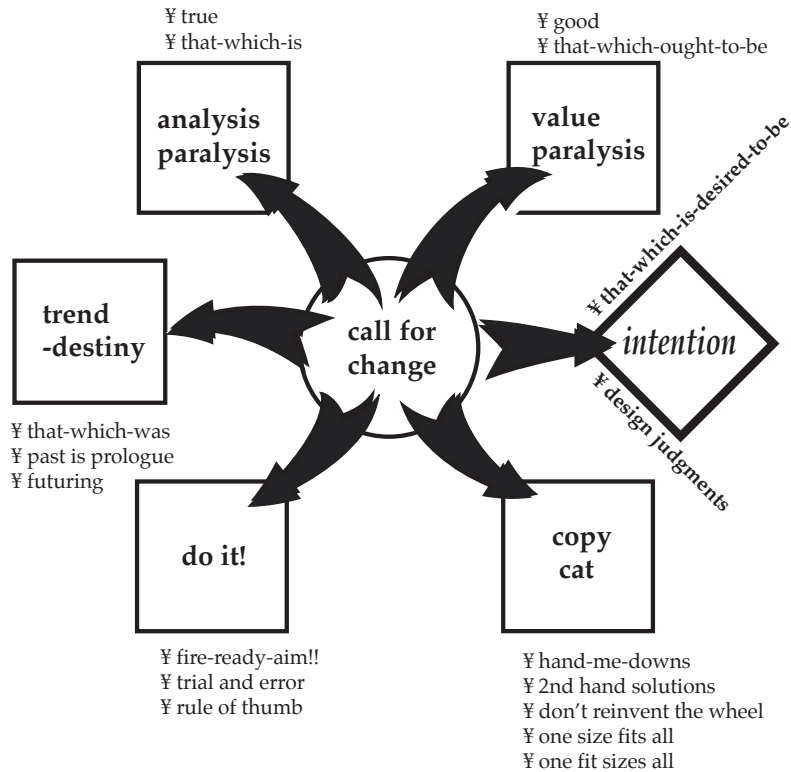 ¥ true
¥ that-which-is
analysis
paralysis
¥ good
¥ that-which-ought-to-be
value
paralysis
trend
-destiny
¥ that-which-was
¥ past is prologue
¥ futuring
call for
change
¥ that-which-is-desired-to-be
intention
¥ design judgments
do it!
¥ fire-ready-aim!!
¥ trial and error
¥ rule of thumb
copy
cat
¥ hand-me-downs
¥ 2nd hand solutions
¥ don’t reinvent the wheel
¥ one size fits all
¥ one fit sizes all